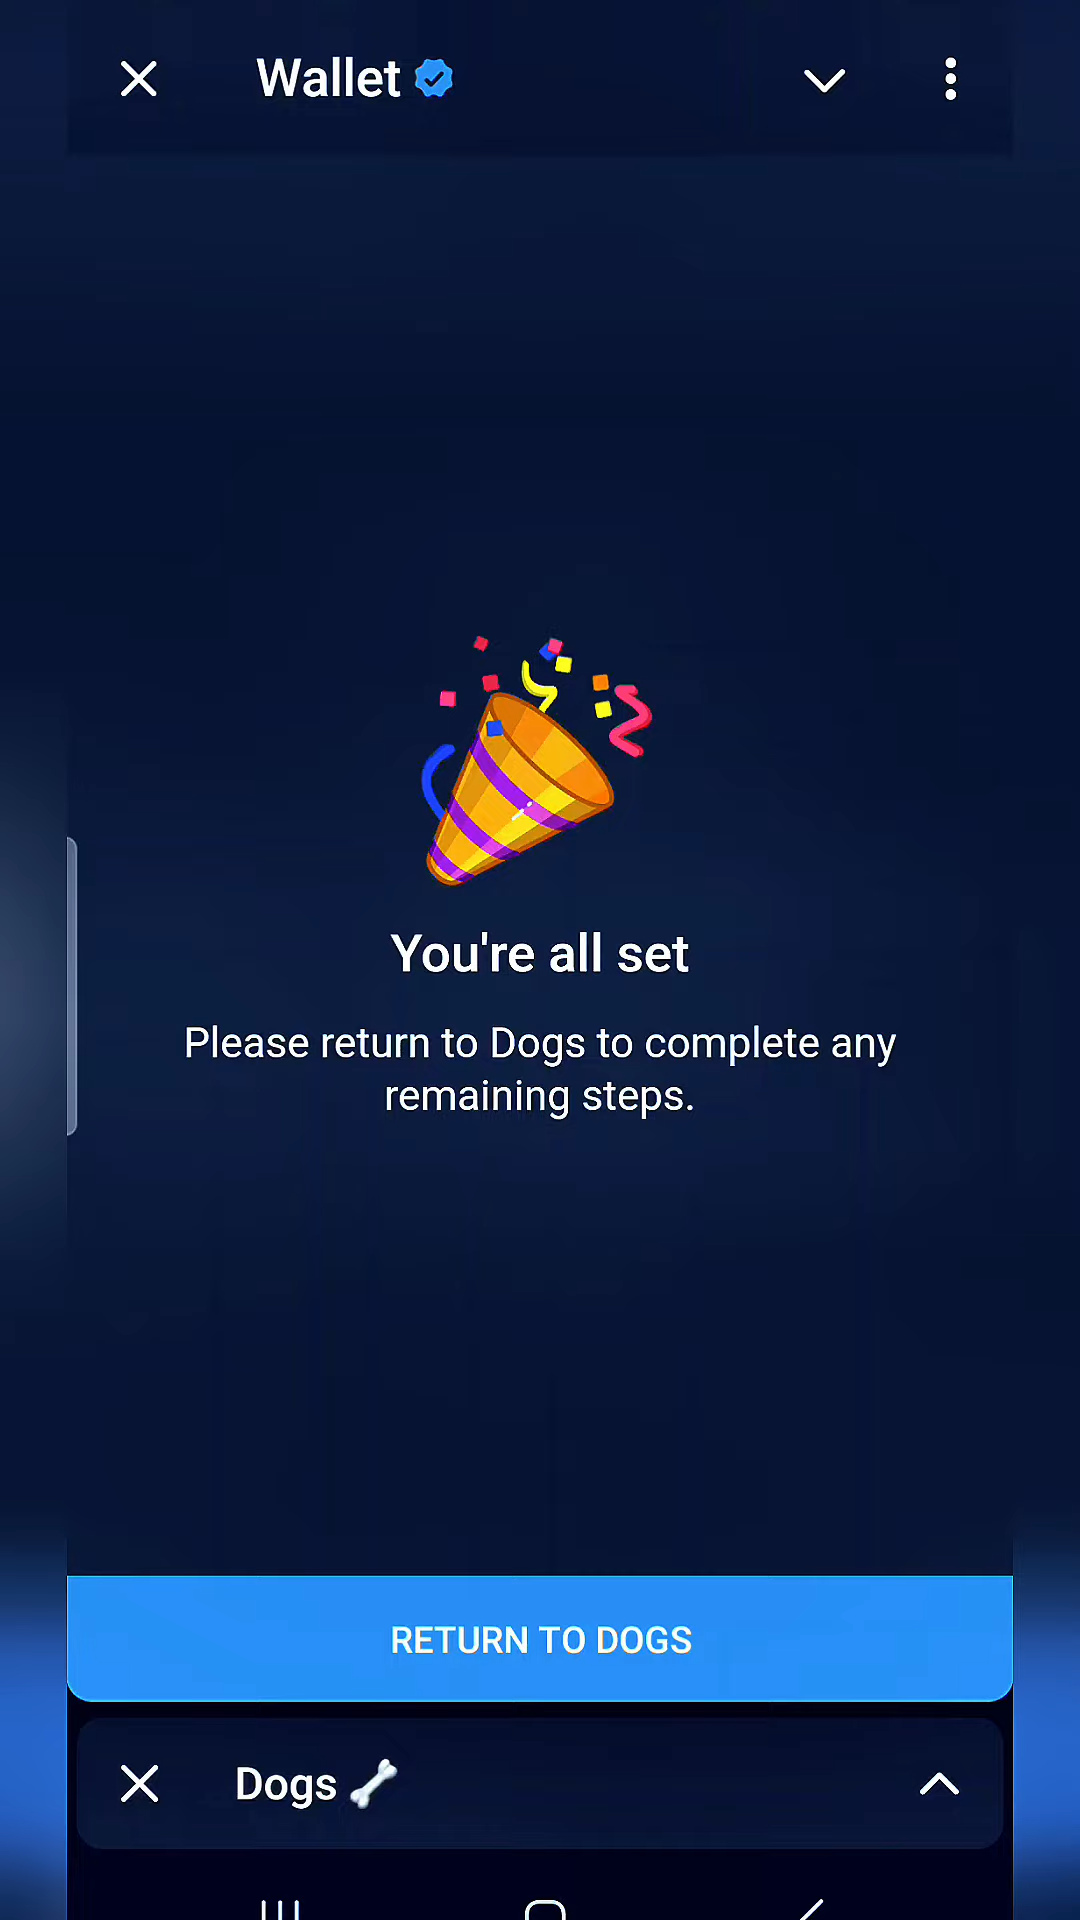 Wallet
You're all set
Please return to Dogs to complete any
remaining steps.
RETURN TO DOGS
Dogs 🦴